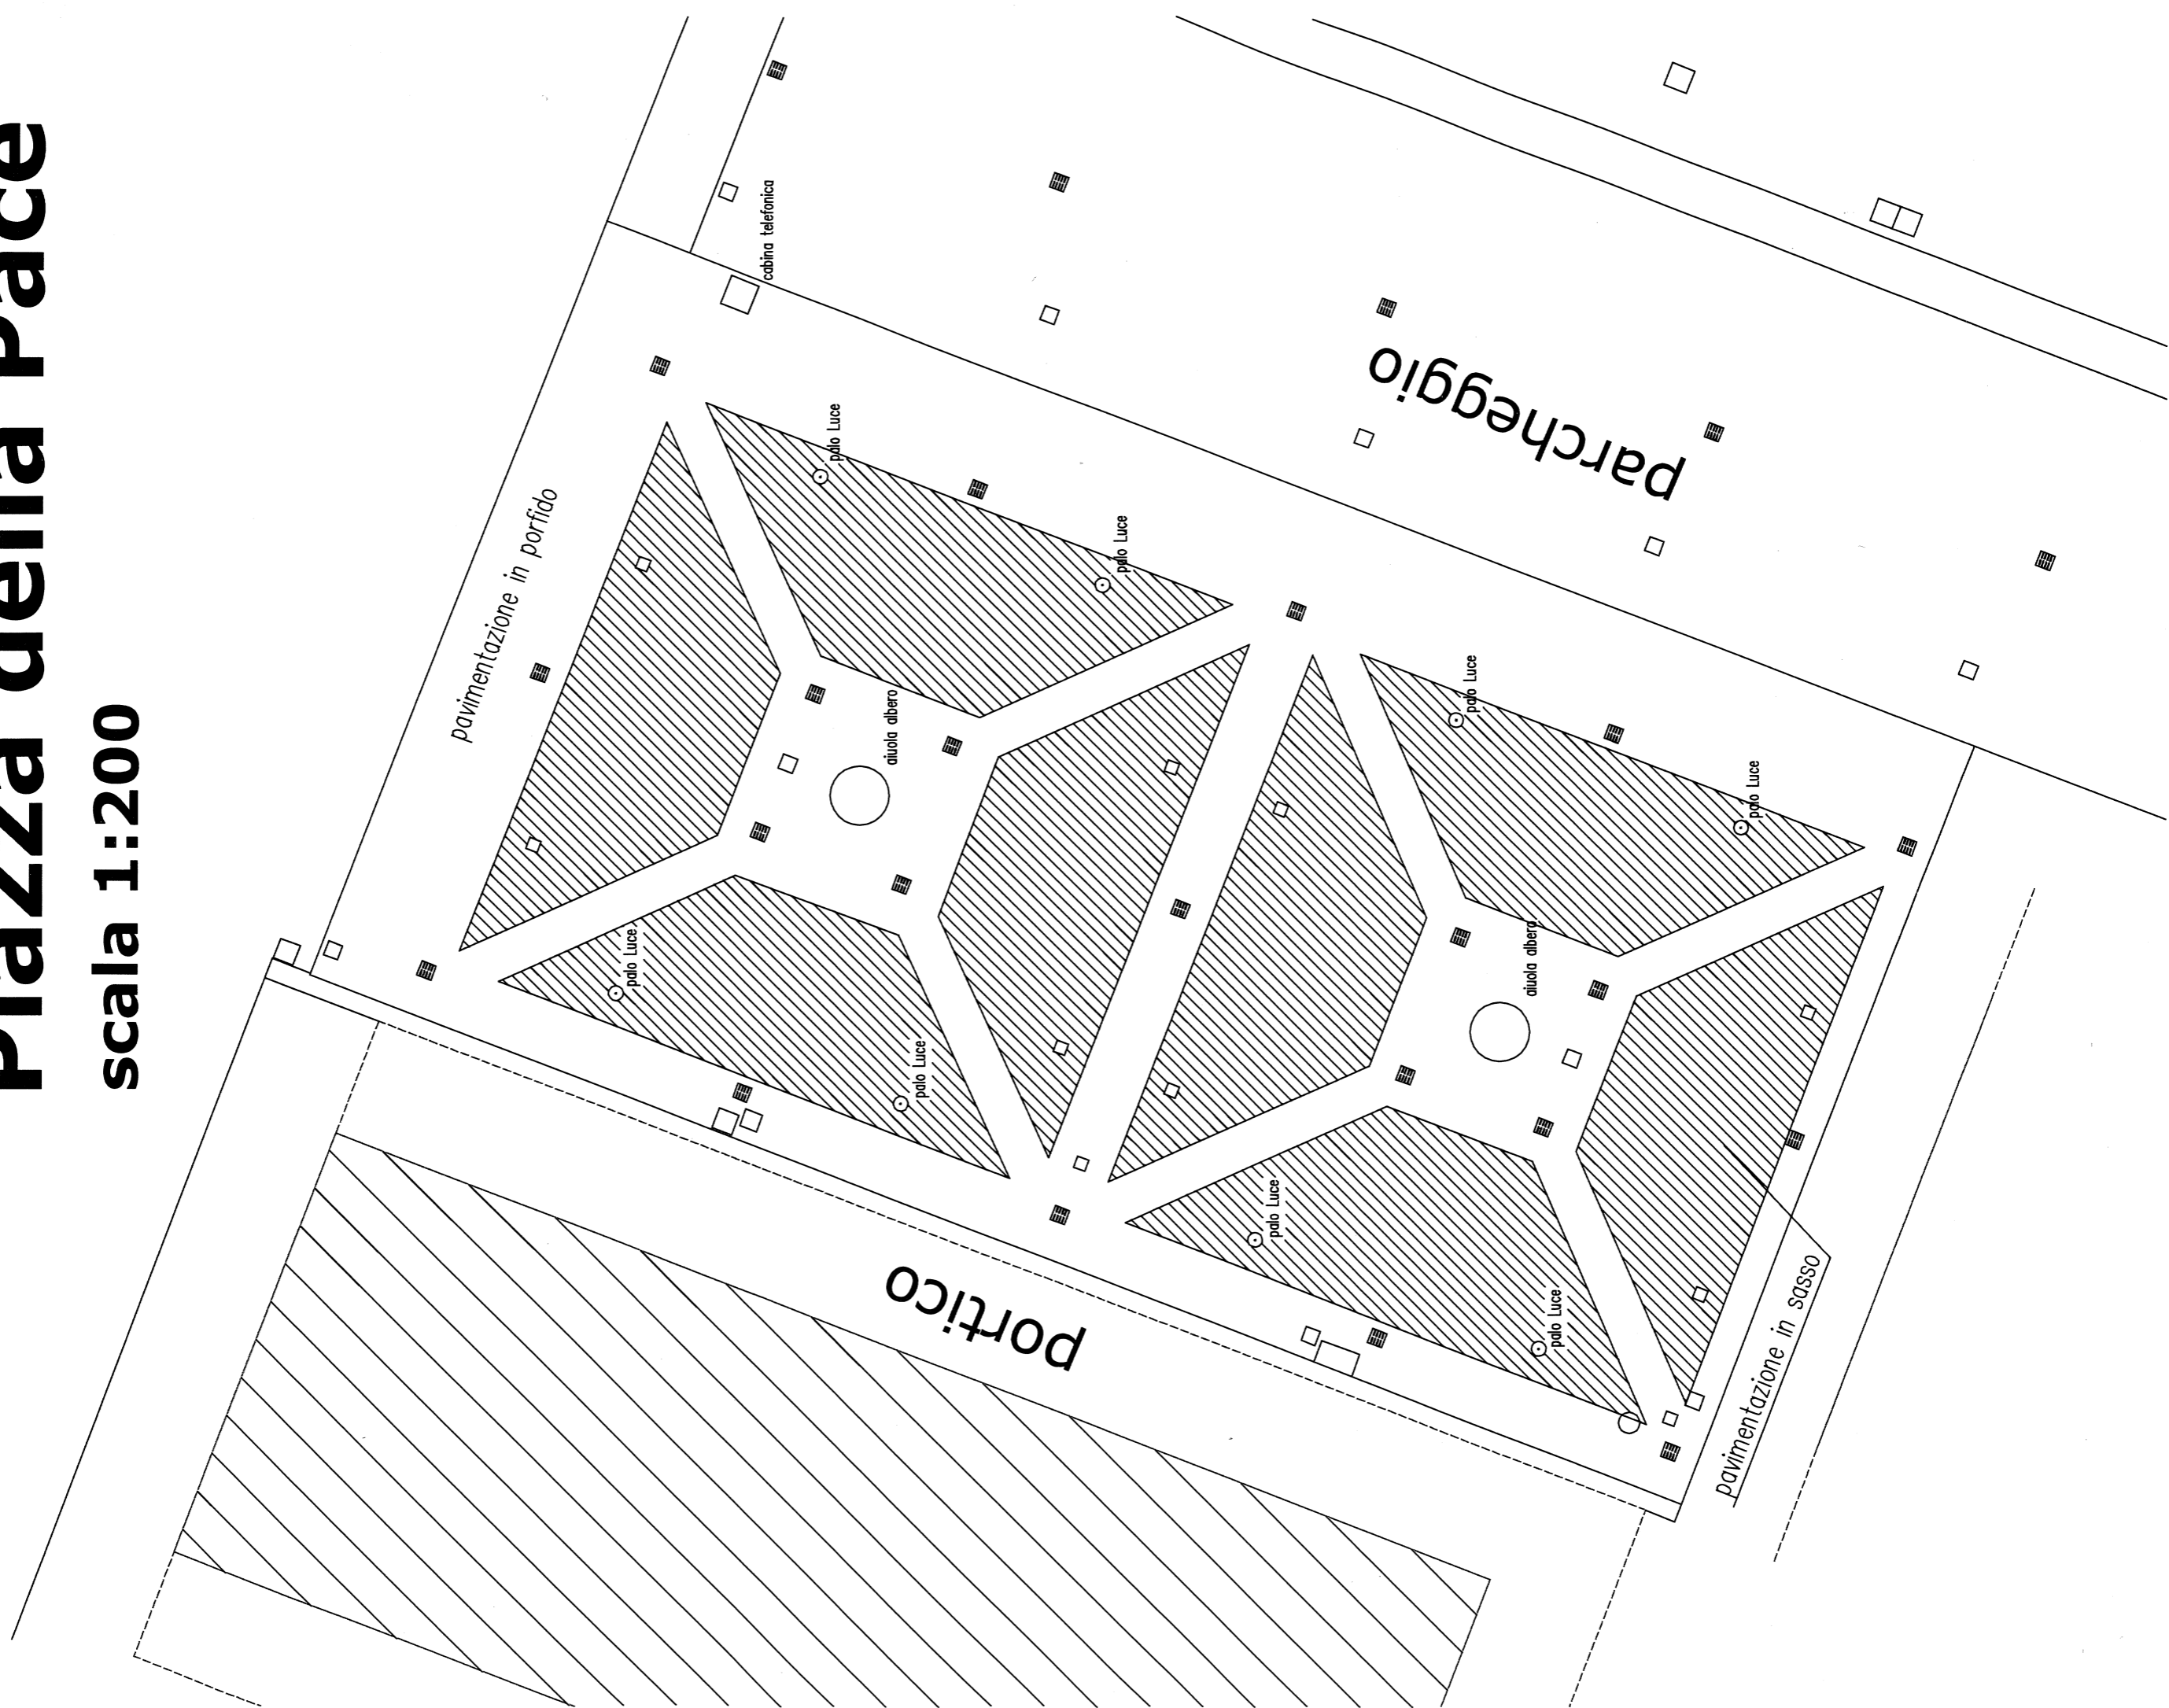 Piazza della Pace
scala 1:200
cabina telefonica
parcheggio
pavimentazione in porfido
palo Luce
palo Luce
palo Luce
palo Luce
aiuola albero
aiuola albero
palo Luce
palo Luce
palo Luce
palo Luce
portico
pavimentazione in sasso